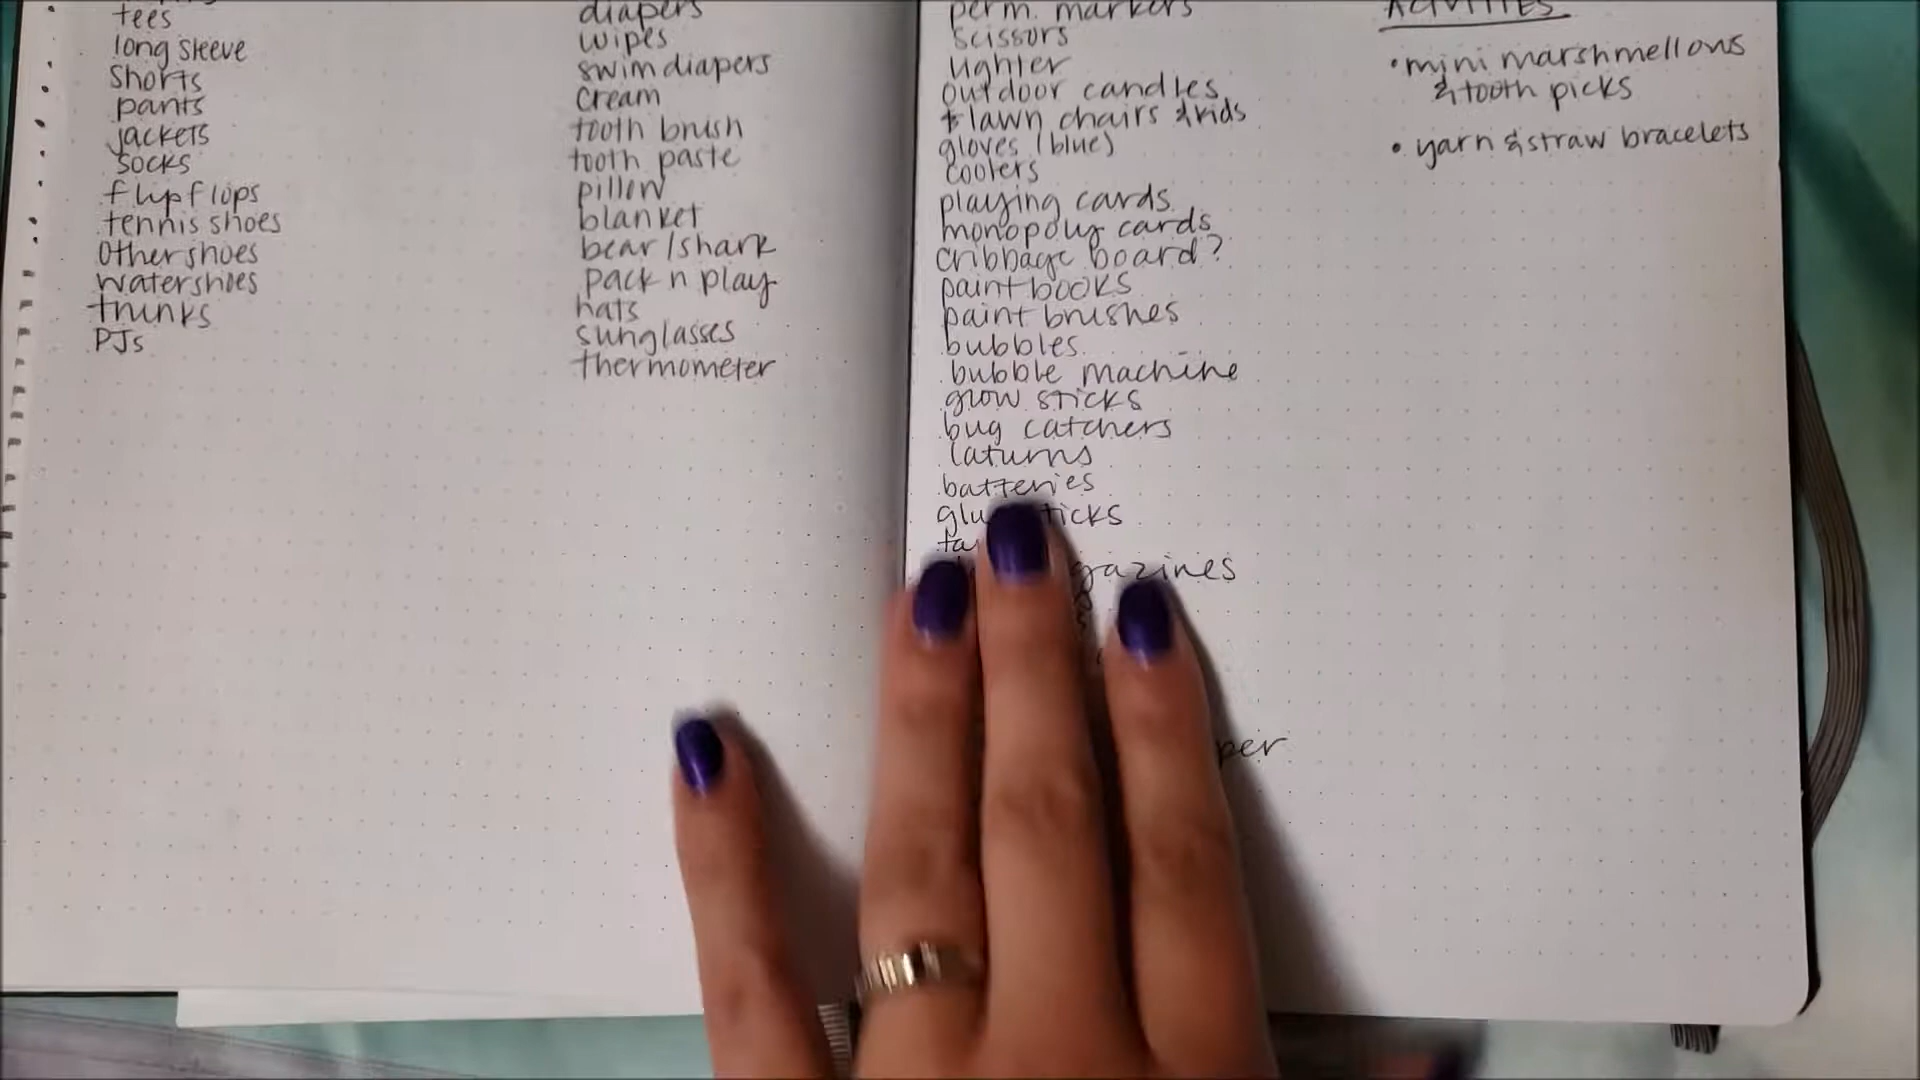 tees
long sleeve
shorts
pants
jackets
socks
flip flops
tennis shoes
other shoes
watershoes
trunks
PJs
diapers
wipes
swim diapers
cream
tooth brush
tooth paste
pillow
blanket
bear/shark
pack n play
hats
sunglasses
thermometer
perm. markers
scissors
lighter
outdoor candles
lawn chairs & kids
gloves (blue)
coolers
playing cards
monopoly cards
cribbage board?
paint books
paint brushes
bubbles
bubble machine
glow sticks
bug catchers
laturns
batteries
ACTIVITIES
• mini marshmellows
& tooth picks
• yarn & straw bracelets